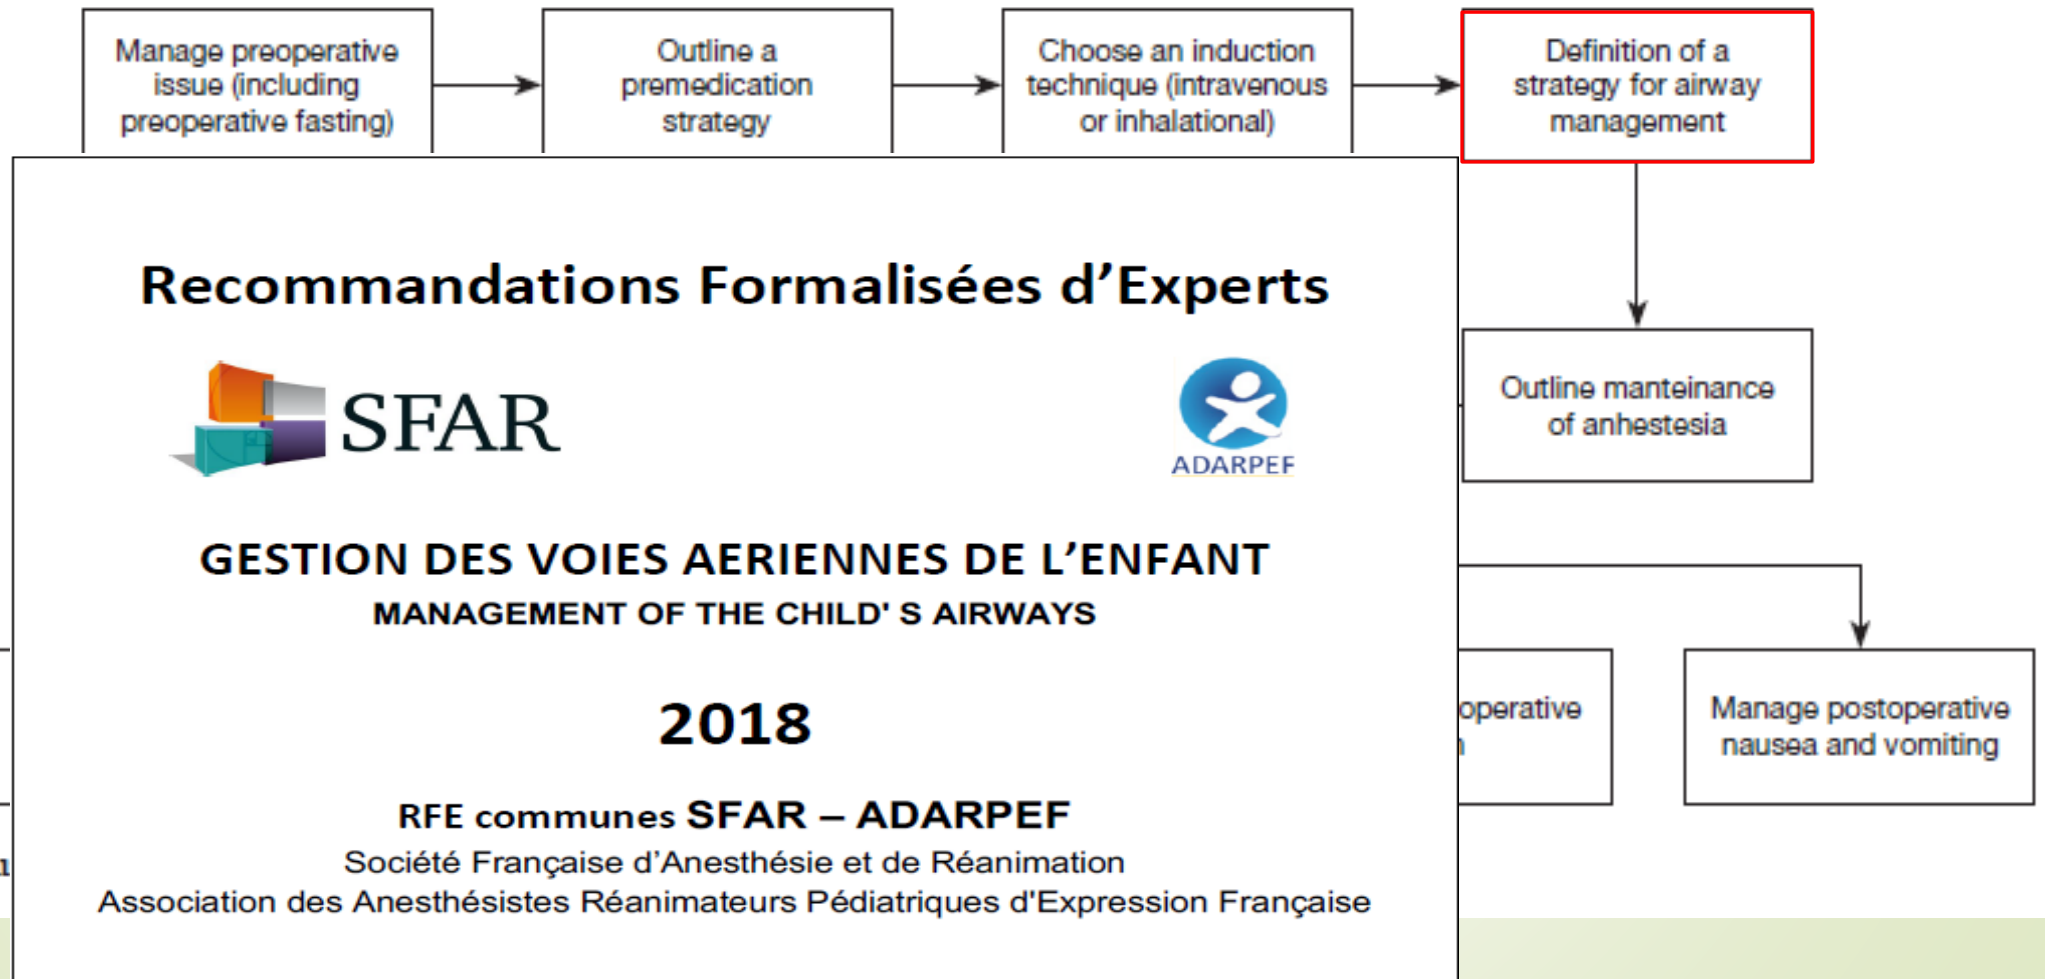 Manage preoperative
issue (including
preoperative fasting)
Outline a
premedication
strategy
Choose an induction
technique (intravenous
or inhalational)
Definition of a
strategy for airway
management
Recommandations Formalisées d’Experts
SFAR
ADARPEF
Outline manteinance
of anhestesia
GESTION DES VOIES AERIENNES DE L’ENFANT
MANAGEMENT OF THE CHILD' S AIRWAYS
2018
operative
Manage postoperative
nausea and vomiting
RFE communes SFAR – ADARPEF
Société Française d’Anesthésie et de Réanimation
Association des Anesthésistes Réanimateurs Pédiatriques d'Expression Française